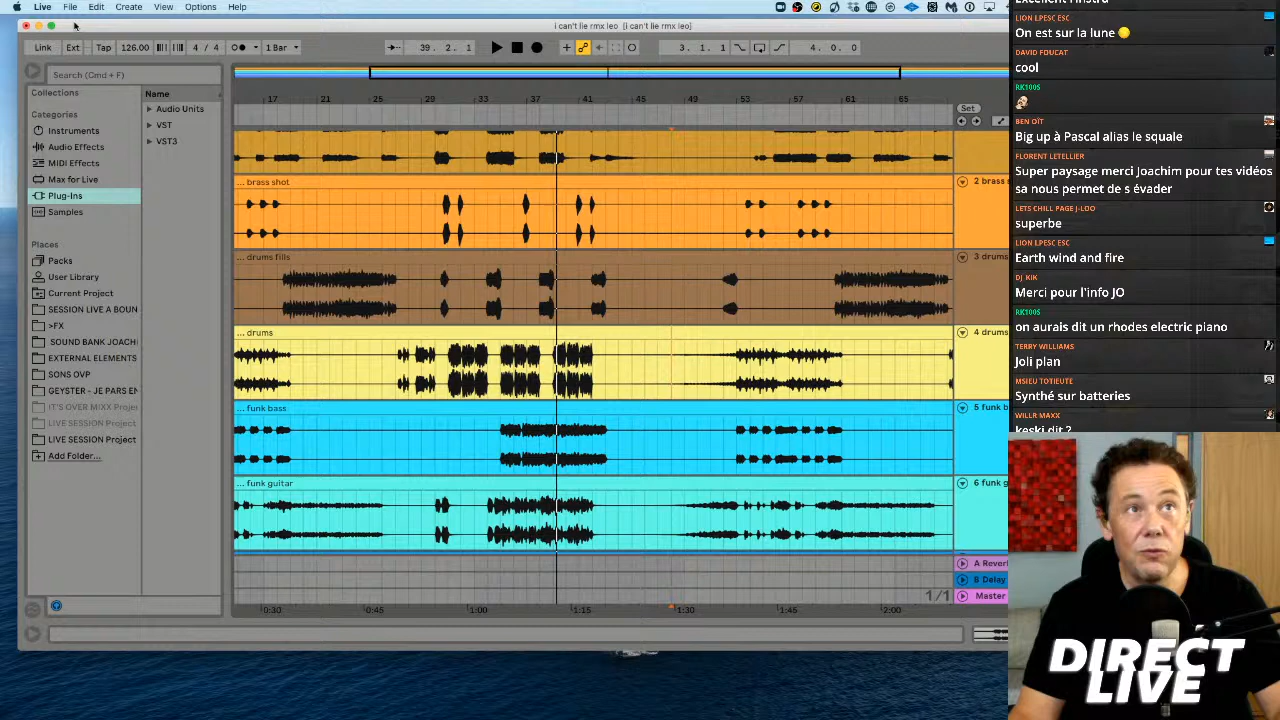 Live File Edit Create View Options Help
i can't lie rmx leo [i can't lie rmx leo]
Link Ext Tap 126.00 4 / 4 1 Bar 39. 2. 1 3. 1. 1 4. 0. 0
Search (Cmd + F)
Collections
Categories
Instruments
Audio Effects
MIDI Effects
Max for Live
Plug-Ins
Samples
Places
Packs
User Library
Current Project
SESSION LIVE A BOUN
>FX
SOUND BANK JOACH
EXTERNAL ELEMENTS
SONS OVP
GEYSTER - JE PARS EN
IT'S OVER MIXX Projec
LIVE SESSION Project
LIVE SESSION Project
Add Folder...
Name
Audio Units
VST
VST3
17 21 25 29 33 37 41 45 49 53 57 61 65
Set
... brass shot
2 brass s
... drums fills
3 drums
... drums
4 drums
... funk bass
5 funk b
... funk guitar
6 funk g
A Reverl
B Delay
Master
1/1
0:30 0:45 1:00 1:15 1:30 1:45 2:00
LION LPESC ESC
On est sur la lune
DAVID FOUCAT
cool
RK100S
BEN OÎT
Big up à Pascal alias le squale
FLORENT LETELLIER
Super paysage merci Joachim pour tes vidéos
sa nous permet de s évader
LETS CHILL PAGE J-LOO
superbe
LION LPESC ESC
Earth wind and fire
DJ KIK
Merci pour l'info JO
RK100S
on aurais dit un rhodes electric piano
TERRY WILLIAMS
Joli plan
MSIEU TOTIEUTE
Synthé sur batteries
WILLR MAXX
keski dit ?
DIRECT
LIVE